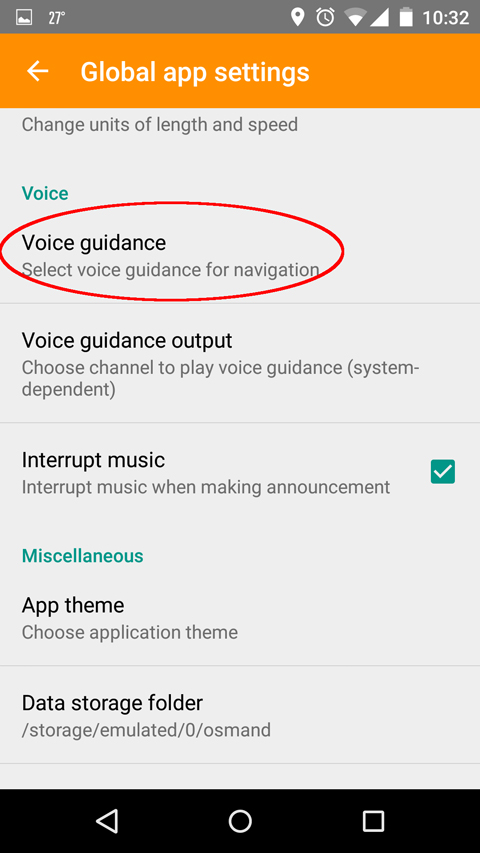 27° 10:32
Global app settings
Change units of length and speed
Voice
Voice guidance
Select voice guidance for navigation
Voice guidance output
Choose channel to play voice guidance (system-
dependent)
Interrupt music
Interrupt music when making announcement
Miscellaneous
App theme
Choose application theme
Data storage folder
/storage/emulated/0/osmand